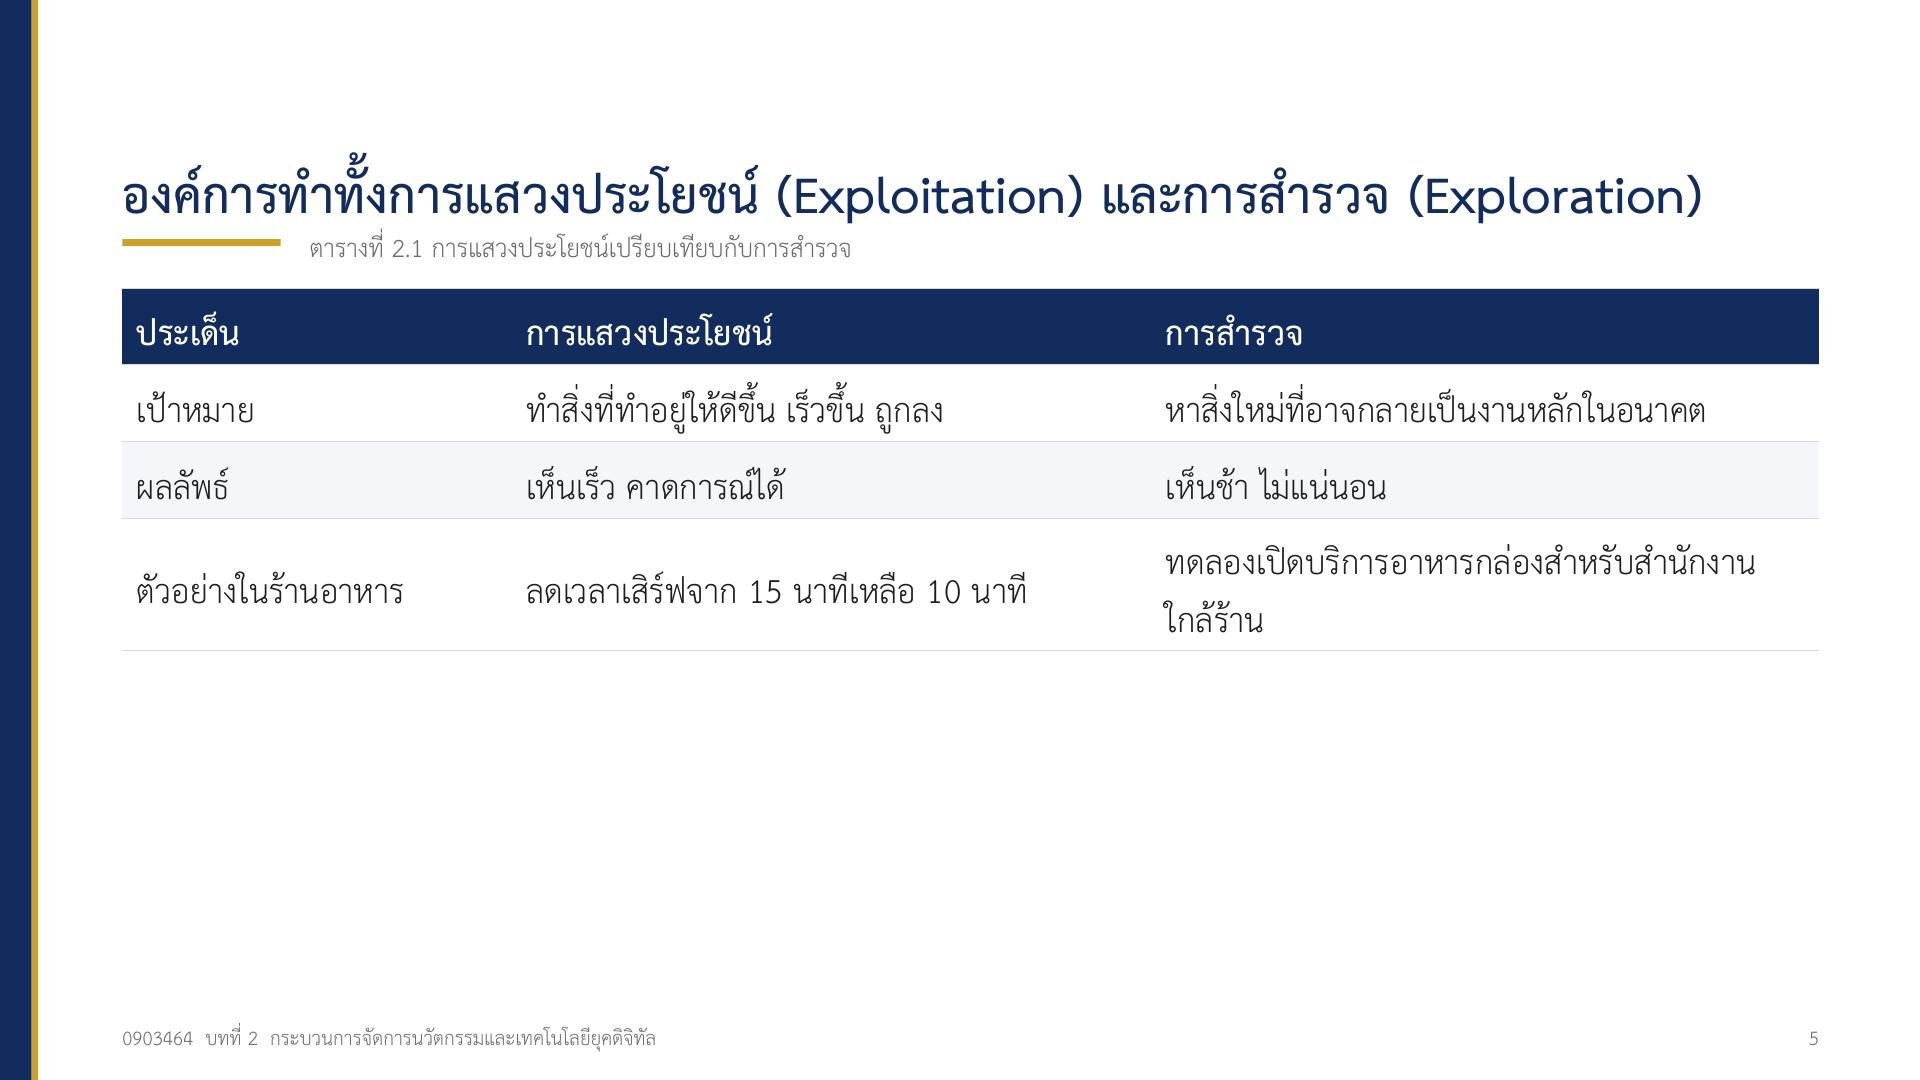 องค์การทำทั้งการแสวงประโยชน์ (Exploitation) และการสำรวจ (Exploration)
ตารางที่ 2.1 การแสวงประโยชน์เปรียบเทียบกับการสำรวจ
ประเด็น การแสวงประโยชน์ การสำรวจ
เป้าหมาย ทำสิ่งที่ทำอยู่ให้ดีขึ้น เร็วขึ้น ถูกลง หาสิ่งใหม่ที่อาจกลายเป็นงานหลักในอนาคต
ผลลัพธ์ เห็นเร็ว คาดการณ์ได้ เห็นช้า ไม่แน่นอน
ตัวอย่างในร้านอาหาร ลดเวลาเสิร์ฟจาก 15 นาทีเหลือ 10 นาที ทดลองเปิดบริการอาหารกล่องสำหรับสำนักงาน
ใกล้ร้าน
0903464 บทที่ 2 กระบวนการจัดการนวัตกรรมและเทคโนโลยียุคดิจิทัล 5